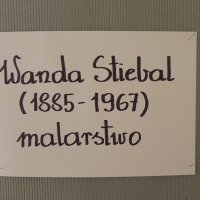 Wanda Stiebal
(1885-1967)
malarstwo